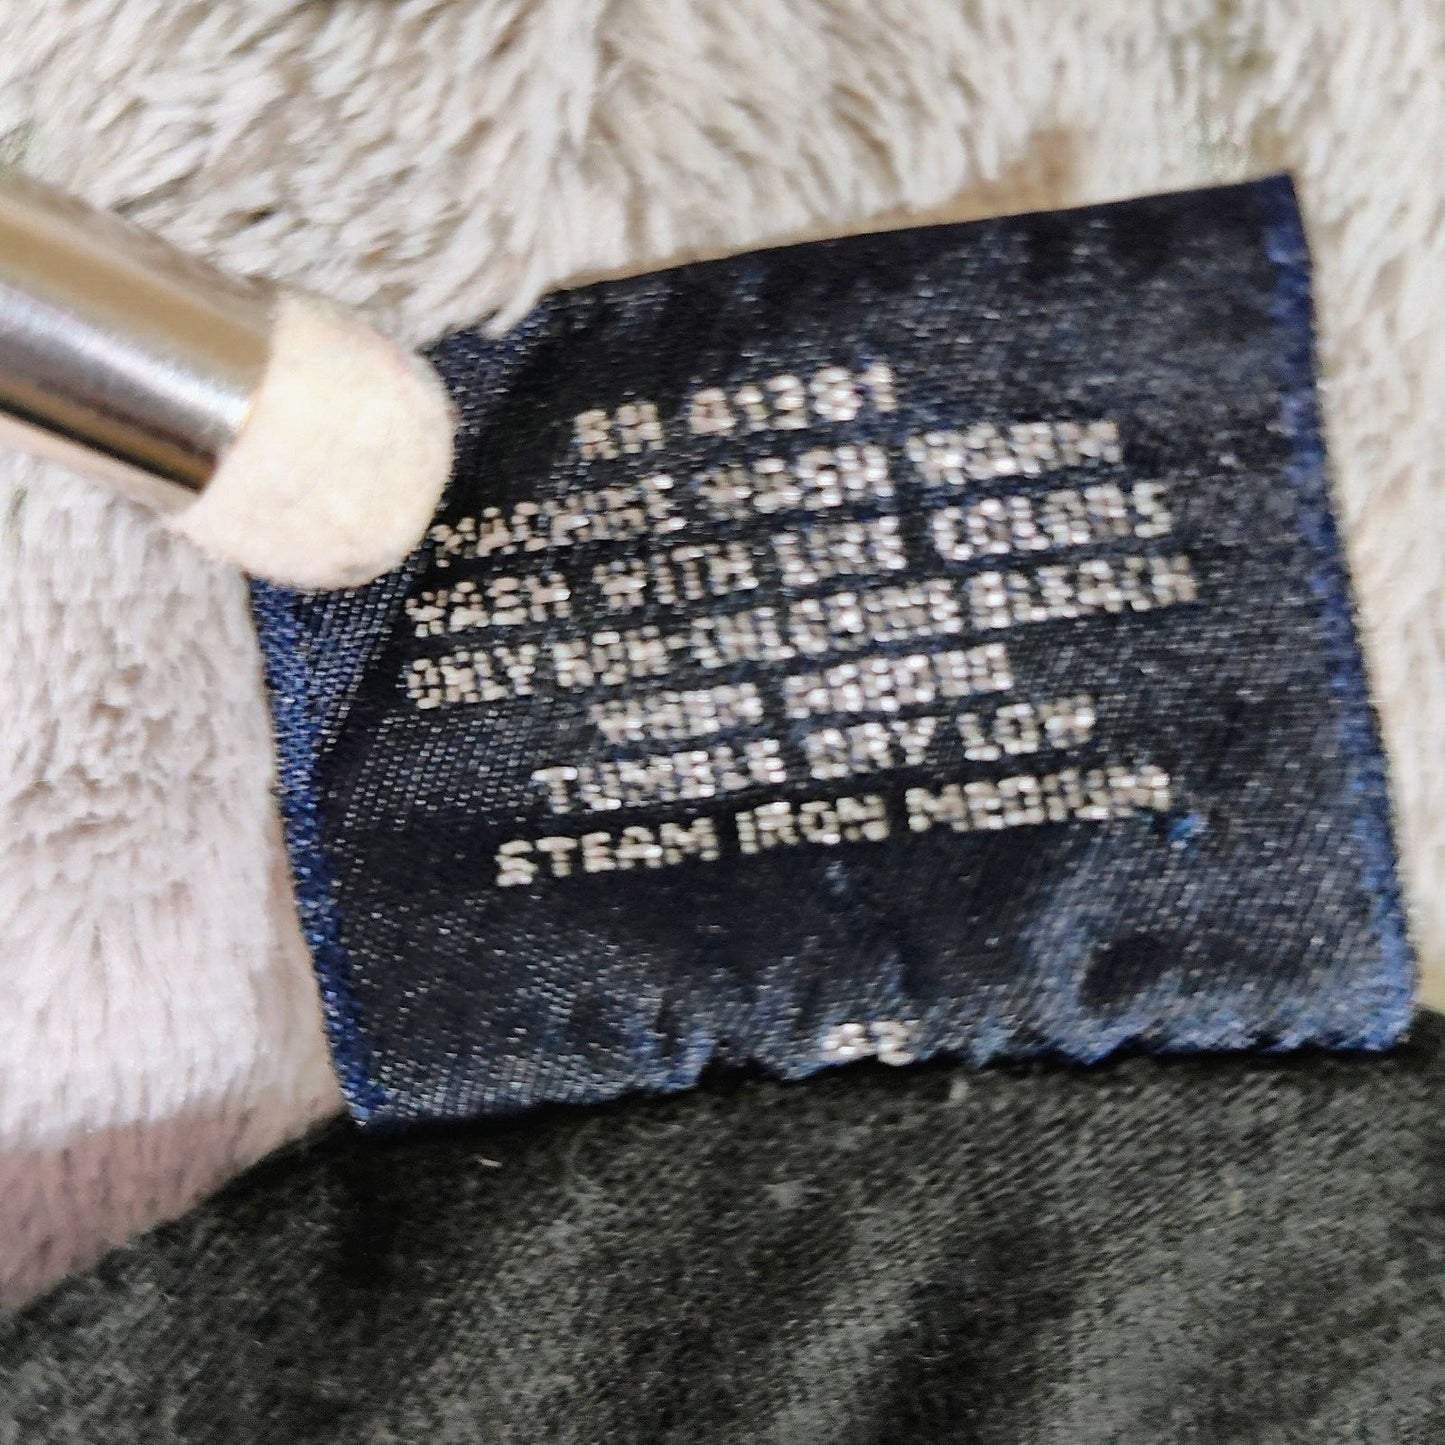 RN 41381
MACHINE WASH WARM
WASH WITH LIKE COLORS
ONLY NON-CHLORINE BLEACH
WHEN NEEDED
TUMBLE DRY LOW
STEAM IRON MEDIUM